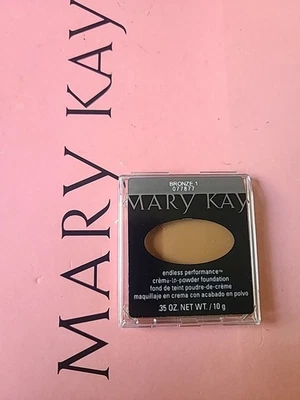 MARY KAY
BRONZE 1
077677
MARY KAY
endless performance™
crème-to-powder foundation
fond de teint poudre-de-crème
maquillaje en crema con acabado en polvo
.35 OZ. NET WT. / 10 g